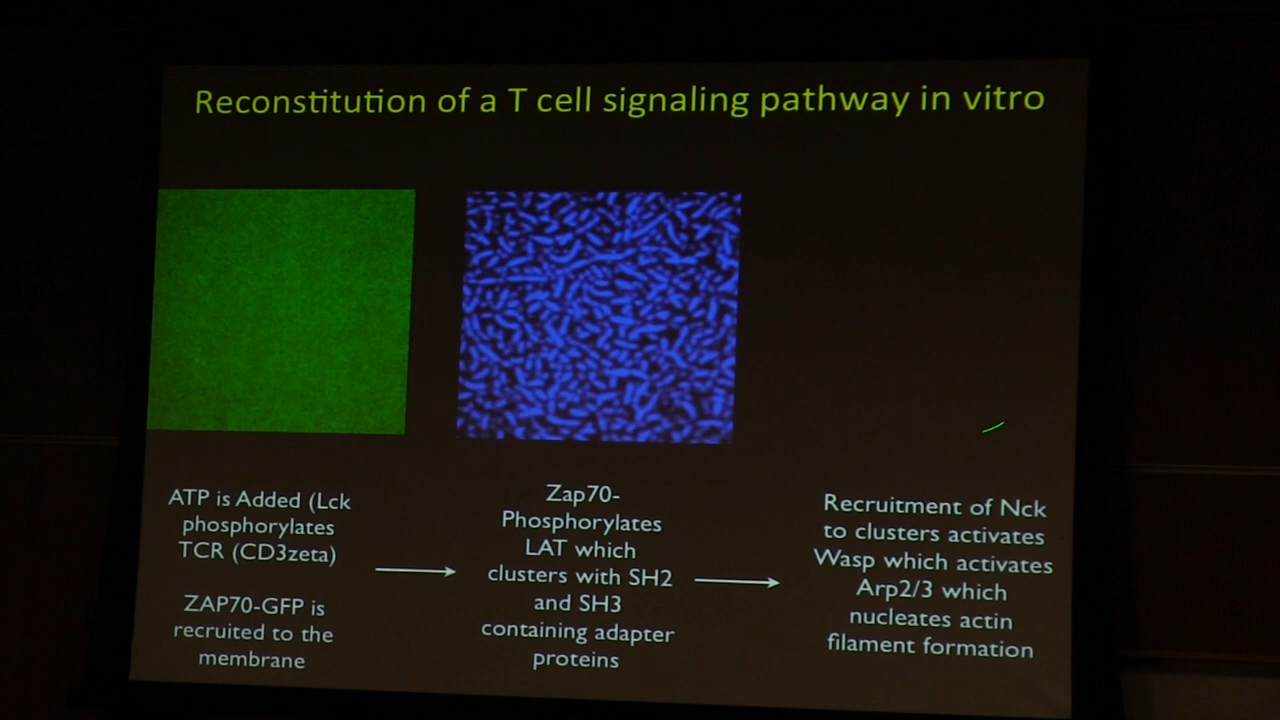 Reconstitution of a T cell signaling pathway in vitro
ATP is Added (Lck
phosphorylates
TCR (CD3zeta)
ZAP70-GFP is
recruited to the
membrane
Zap70-
Phosphorylates
LAT which
clusters with SH2
and SH3
containing adapter
proteins
Recruitment of Nck
to clusters activates
Wasp which activates
Arp2/3 which
nucleates actin
filament formation